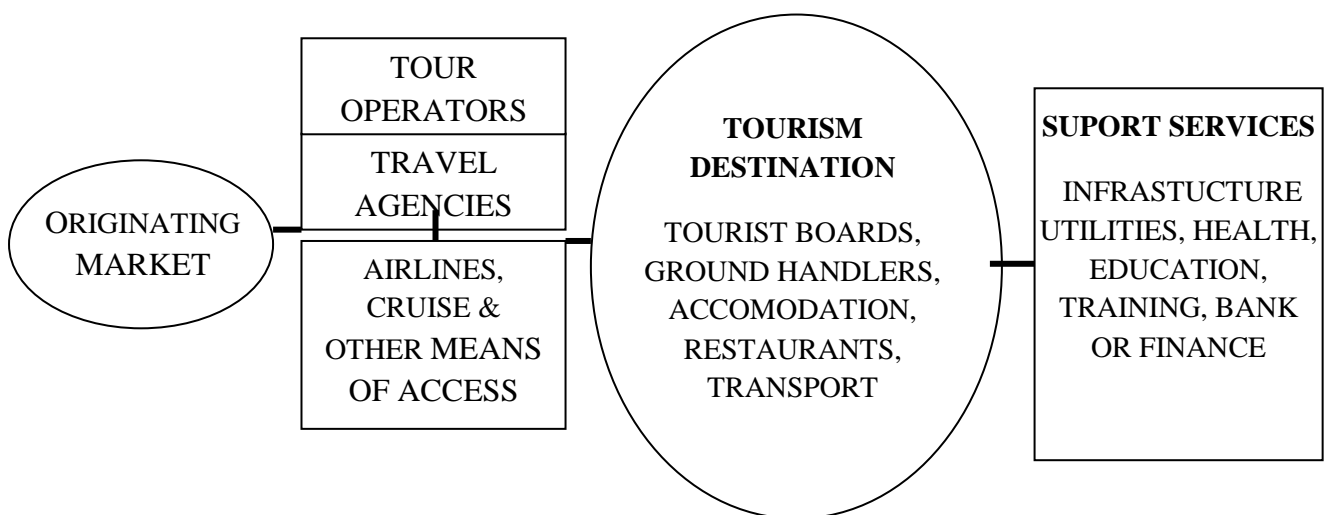 ORIGINATING
MARKET
TOUR
OPERATORS
TRAVEL
AGENCIES
AIRLINES,
CRUISE &
OTHER MEANS
OF ACCESS
TOURISM
DESTINATION
TOURIST BOARDS,
GROUND HANDLERS,
ACCOMODATION,
RESTAURANTS,
TRANSPORT
SUPORT SERVICES
INFRASTUCTURE
UTILITIES, HEALTH,
EDUCATION,
TRAINING, BANK
OR FINANCE